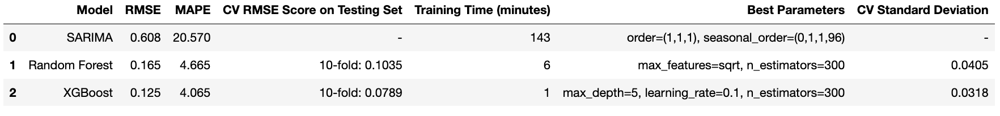 Model RMSE MAPE CV RMSE Score on Testing Set Training Time (minutes) Best Parameters CV Standard Deviation
0 SARIMA 0.608 20.570 - 143 order=(1,1,1), seasonal_order=(0,1,1,96) -
1 Random Forest 0.165 4.665 10-fold: 0.1035 6 max_features=sqrt, n_estimators=300 0.0405
2 XGBoost 0.125 4.065 10-fold: 0.0789 1 max_depth=5, learning_rate=0.1, n_estimators=300 0.0318